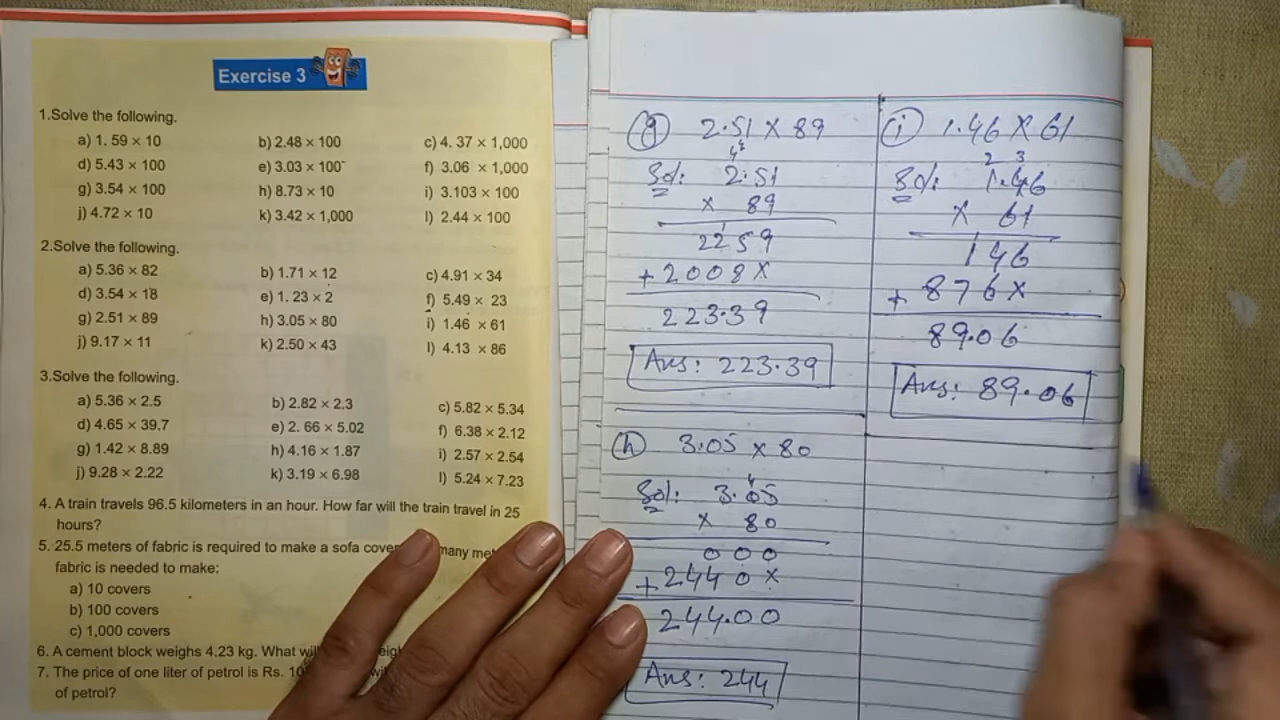 Exercise 3
1.Solve the following.
a) 1. 59 × 10 b) 2.48 × 100 c) 4. 37 × 1,000
d) 5.43 × 100 e) 3.03 × 100 f) 3.06 × 1,000
g) 3.54 × 100 h) 8.73 × 10 i) 3.103 × 100
j) 4.72 × 10 k) 3.42 × 1,000 l) 2.44 × 100
2.Solve the following.
a) 5.36 × 82 b) 1.71 × 12 c) 4.91 × 34
d) 3.54 × 18 e) 1. 23 × 2 f) 5.49 × 23
g) 2.51 × 89 h) 3.05 × 80 i) 1.46 × 61
j) 9.17 × 11 k) 2.50 × 43 l) 4.13 × 86
3.Solve the following.
a) 5.36 × 2.5 b) 2.82 × 2.3 c) 5.82 × 5.34
d) 4.65 × 39.7 e) 2. 66 × 5.02 f) 6.38 × 2.12
g) 1.42 × 8.89 h) 4.16 × 1.87 i) 2.57 × 2.54
j) 9.28 × 2.22 k) 3.19 × 6.98 l) 5.24 × 7.23
4. A train travels 96.5 kilometers in an hour. How far will the train travel in 25
hours?
5. 25.5 meters of fabric is required to make a sofa many
fabric is needed to make:
a) 10 covers
b) 100 covers
c) 1,000 covers
6. A cement block weighs 4.23 kg. What
7. The price of one liter of petrol is Rs.
of petrol?
g 2.51 × 89
Sol: 2.51
× 89
2259
+2008×
223.39
Ans: 223.39
h 3.05 × 80
4
Sol: 3.05
× 80
000
+2440×
244.00
Ans: 244
i 1.46 × 61
2 3
Sol: 1.46
× 61
146
+ 876×
89.06
Ans: 89.06